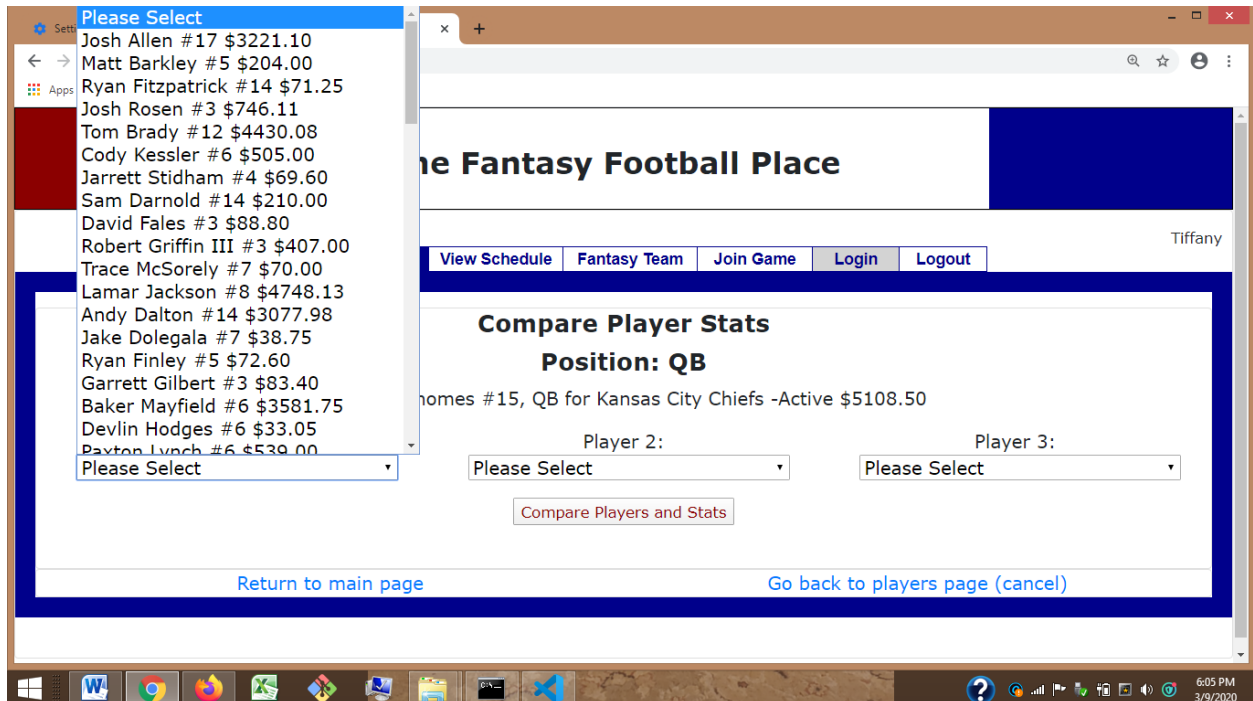 Setti
Apps
Please Select
Josh Allen #17 $3221.10
Matt Barkley #5 $204.00
Ryan Fitzpatrick #14 $71.25
Josh Rosen #3 $746.11
Tom Brady #12 $4430.08
Cody Kessler #6 $505.00
Jarrett Stidham #4 $69.60
Sam Darnold #14 $210.00
David Fales #3 $88.80
Robert Griffin III #3 $407.00
Trace McSorely #7 $70.00
Lamar Jackson #8 $4748.13
Andy Dalton #14 $3077.98
Jake Dolegala #7 $38.75
Ryan Finley #5 $72.60
Garrett Gilbert #3 $83.40
Baker Mayfield #6 $3581.75
Devlin Hodges #6 $33.05
Paxton Lynch #6 $539.00
ne Fantasy Football Place
Tiffany
View Schedule Fantasy Team Join Game Login Logout
Compare Player Stats
Position: QB
homes #15, QB for Kansas City Chiefs -Active $5108.50
Player 2: Player 3:
Please Select Please Select Please Select
Compare Players and Stats
Return to main page Go back to players page (cancel)
6:05 PM
3/9/2020